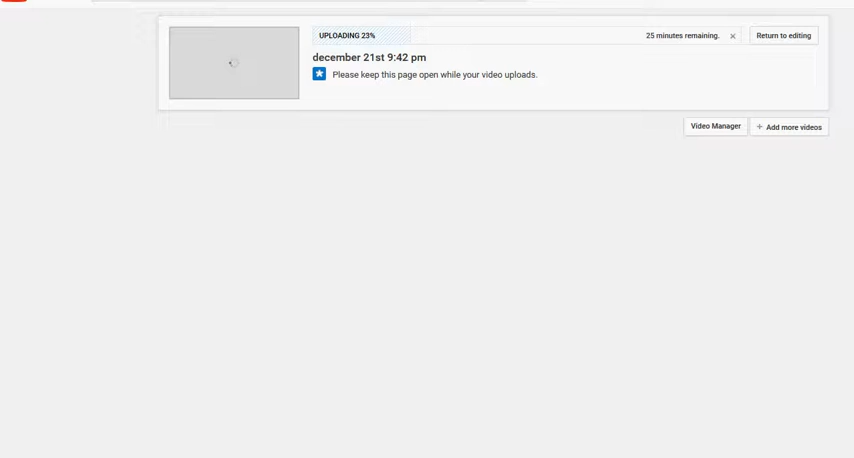 UPLOADING 23%
25 minutes remaining.
Return to editing
december 21st 9:42 pm
Please keep this page open while your video uploads.
Video Manager
+ Add more videos